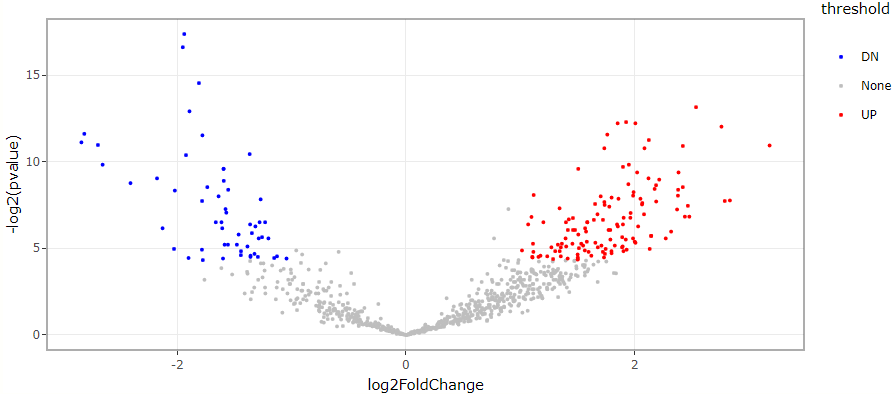 threshold
DN
None
UP
-log2(pvalue)
15
10
5
0
-2
0
2
log2FoldChange